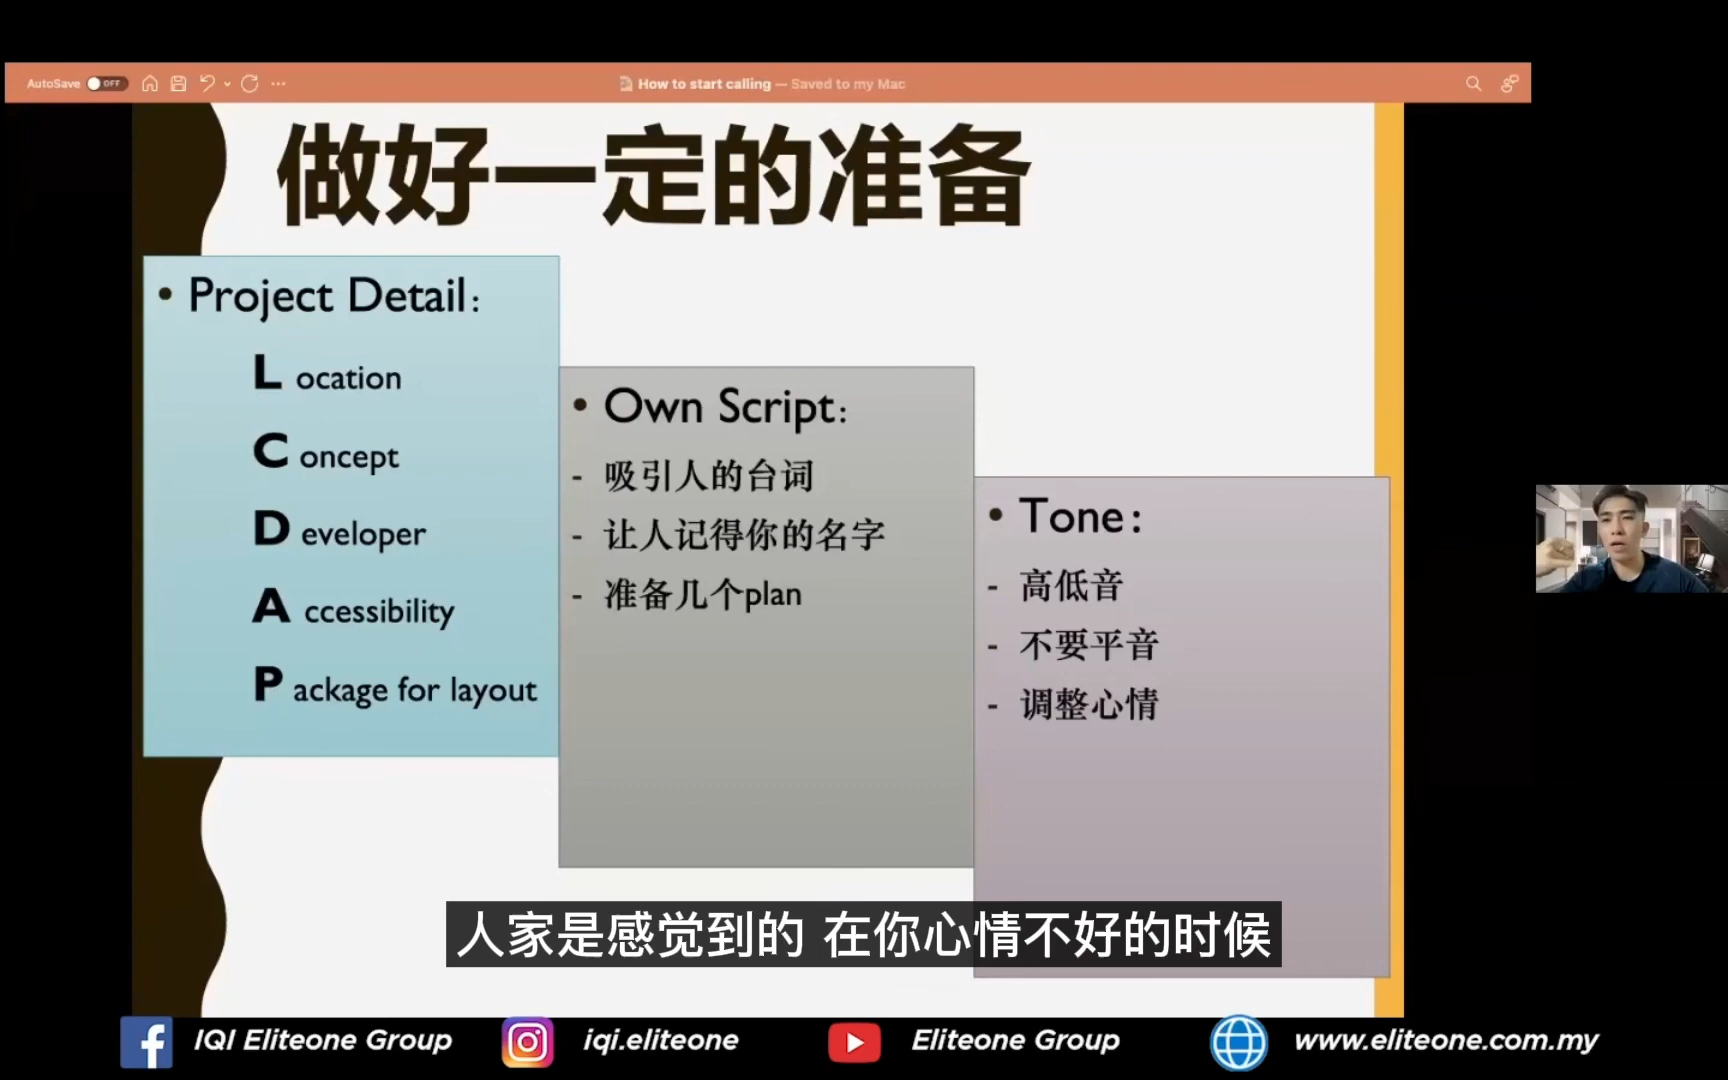 AutoSave OFF
How to start calling — Saved to my Mac
做好一定的准备
• Project Detail：
L ocation
C oncept
D eveloper
A ccessibility
P ackage for layout
• Own Script：
- 吸引人的台词
- 让人记得你的名字
- 准备几个plan
• Tone：
- 高低音
- 不要平音
- 调整心情
人家是感觉到的 在你心情不好的时候
IQI Eliteone Group
iqi.eliteone
Eliteone Group
www.eliteone.com.my